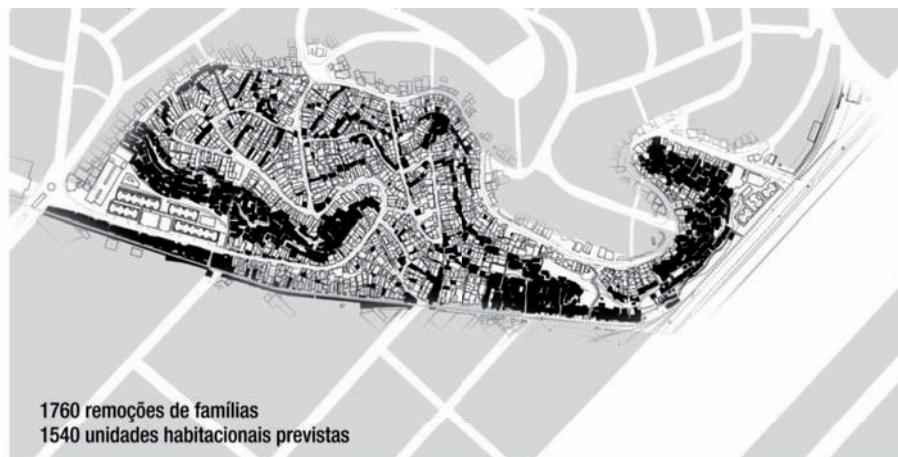 1760 remoções de famílias
1540 unidades habitacionais previstas